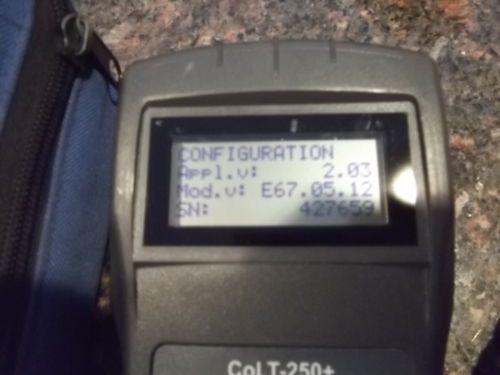 CONFIGURATION
Appl.v: 2.03
Mod.v: E67.05.12
SN: 427659
CoLT-250+